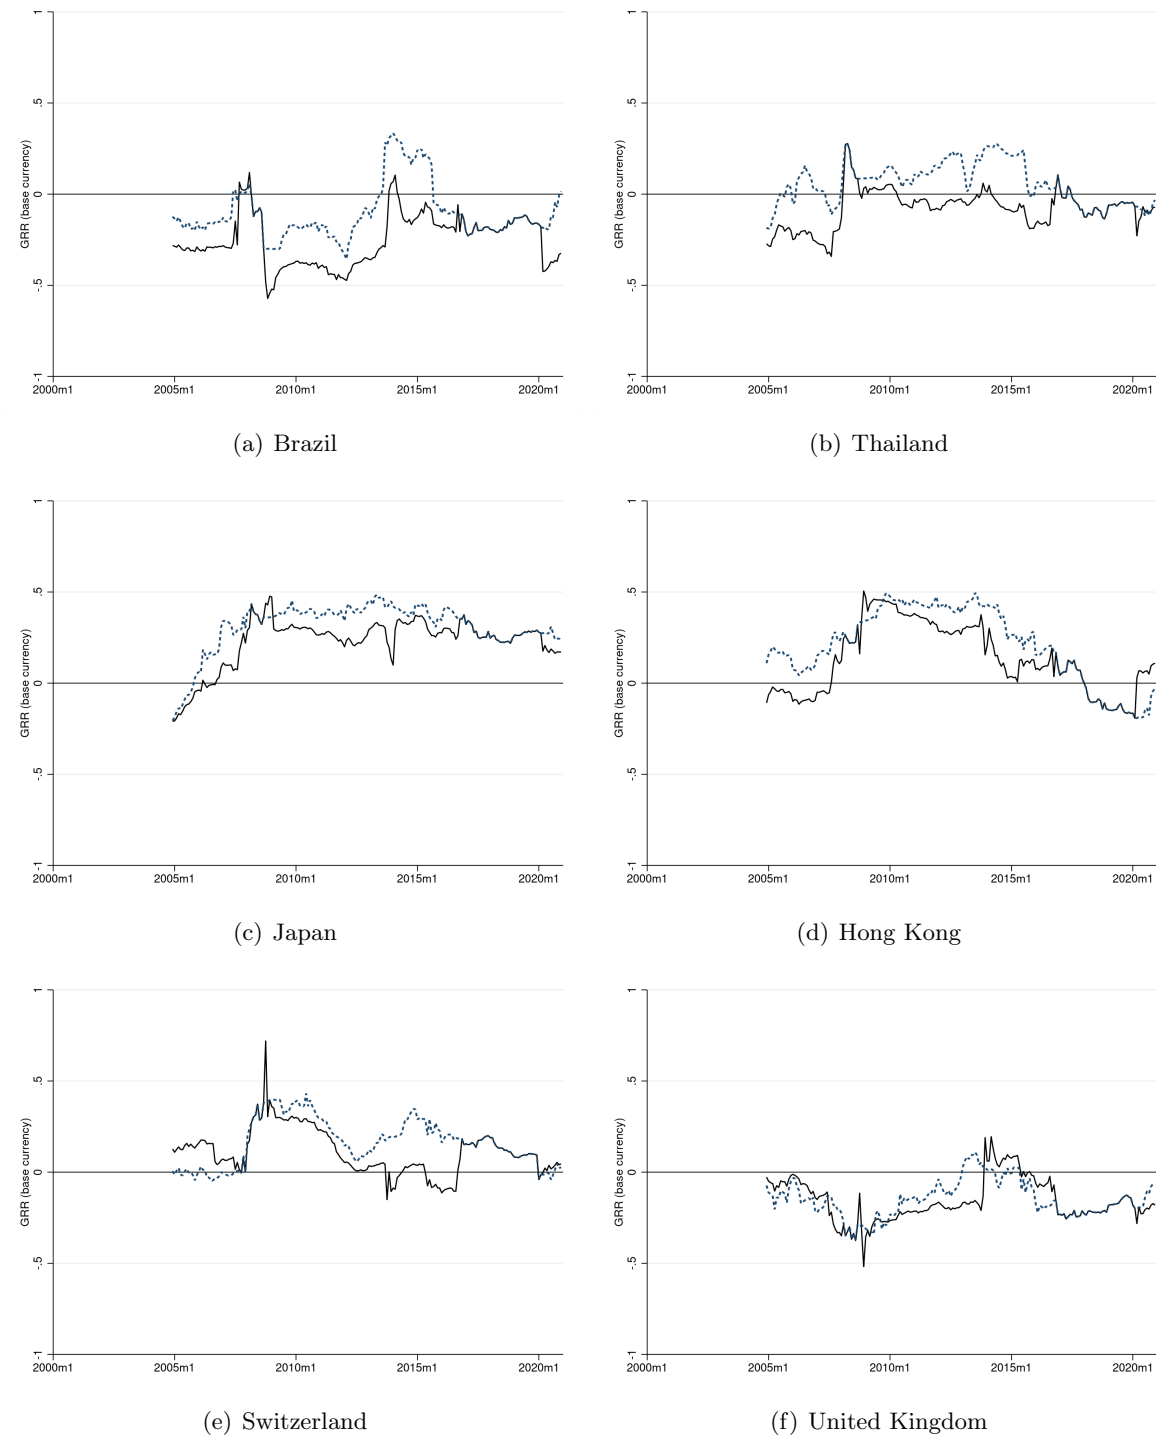 GRR (base currency)
1
.5
0
-.5
-1
2000m1 2005m1 2010m1 2015m1 2020m1
(a) Brazil
GRR (base currency)
1
.5
0
-.5
-1
2000m1 2005m1 2010m1 2015m1 2020m1
(b) Thailand
GRR (base currency)
1
.5
0
-.5
-1
2000m1 2005m1 2010m1 2015m1 2020m1
(c) Japan
GRR (base currency)
1
.5
0
-.5
-1
2000m1 2005m1 2010m1 2015m1 2020m1
(d) Hong Kong
GRR (base currency)
1
.5
0
-.5
-1
2000m1 2005m1 2010m1 2015m1 2020m1
(e) Switzerland
GRR (base currency)
1
.5
0
-.5
-1
2000m1 2005m1 2010m1 2015m1 2020m1
(f) United Kingdom